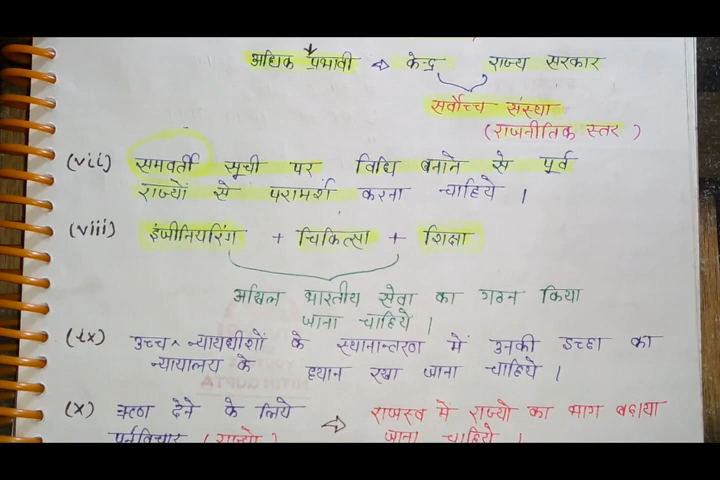 अधिक प्रभावी ⇒ केन्द्र राज्य सरकार
सर्वोच्च संस्था
(राजनीतिक स्तर)
(vii) समवर्ती सूची पर विधि बनाने से पूर्व
राज्यों से परामर्श करना चाहिये ।
(viii) इंजीनियरिंग + चिकित्सा + शिक्षा
अखिल भारतीय सेवा का गठन किया
जाना चाहिये ।
(ix) उच्च ^ न्यायधीशों के स्थानान्तरण में उनकी इच्छा का
न्यायालय के ध्यान रखा जाना चाहिये ।
(x) ऋण देने के लिये ⇒ राजस्व में राज्यो का भाग बढ़ाया
पुर्नविचार (राज्यो) जाना चाहिये ।